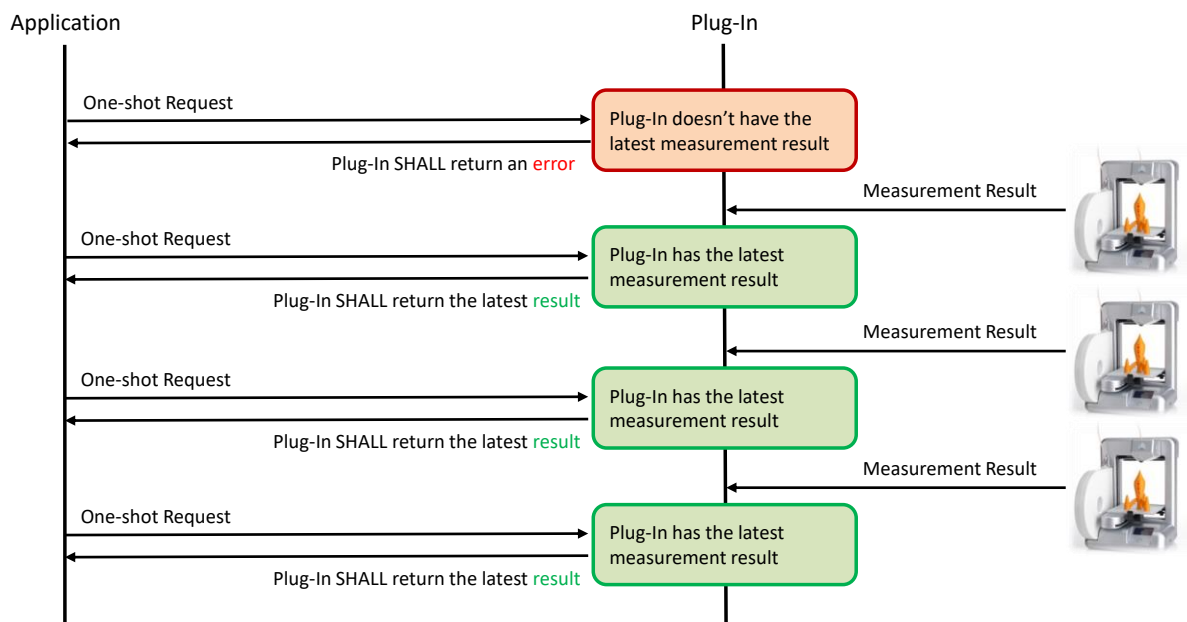 Application
Plug-In
One-shot Request
Plug-In doesn't have the
latest measurement result
Plug-In SHALL return an error
Measurement Result
One-shot Request
Plug-In has the latest
measurement result
Plug-In SHALL return the latest result
Measurement Result
One-shot Request
Plug-In has the latest
measurement result
Plug-In SHALL return the latest result
Measurement Result
One-shot Request
Plug-In has the latest
measurement result
Plug-In SHALL return the latest result